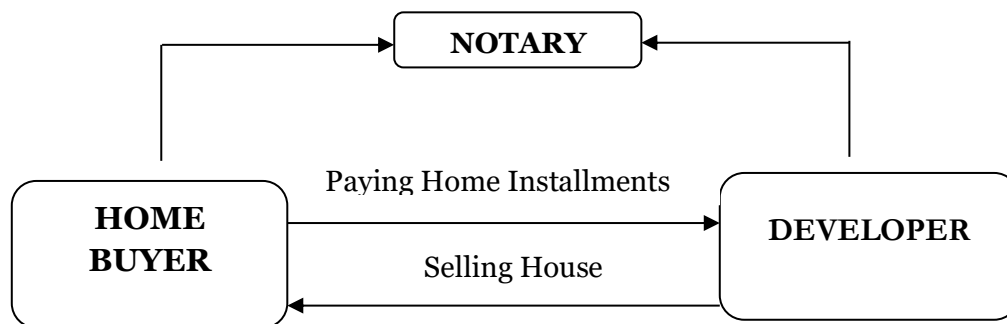 NOTARY
Paying Home Installments
HOME
BUYER
DEVELOPER
Selling House